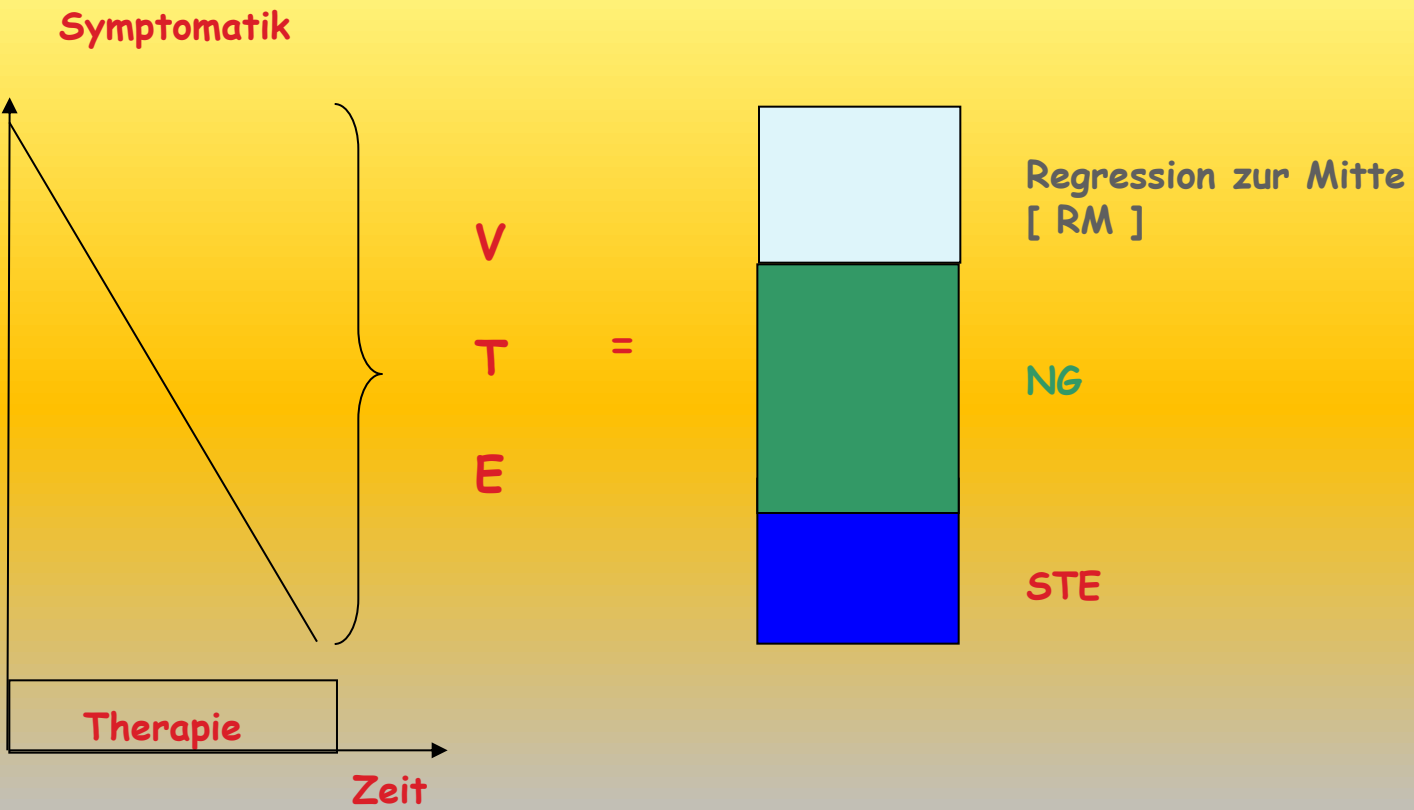 Symptomatik
Regression zur Mitte
[ RM ]
V
T
=
E
NG
STE
Therapie
Zeit